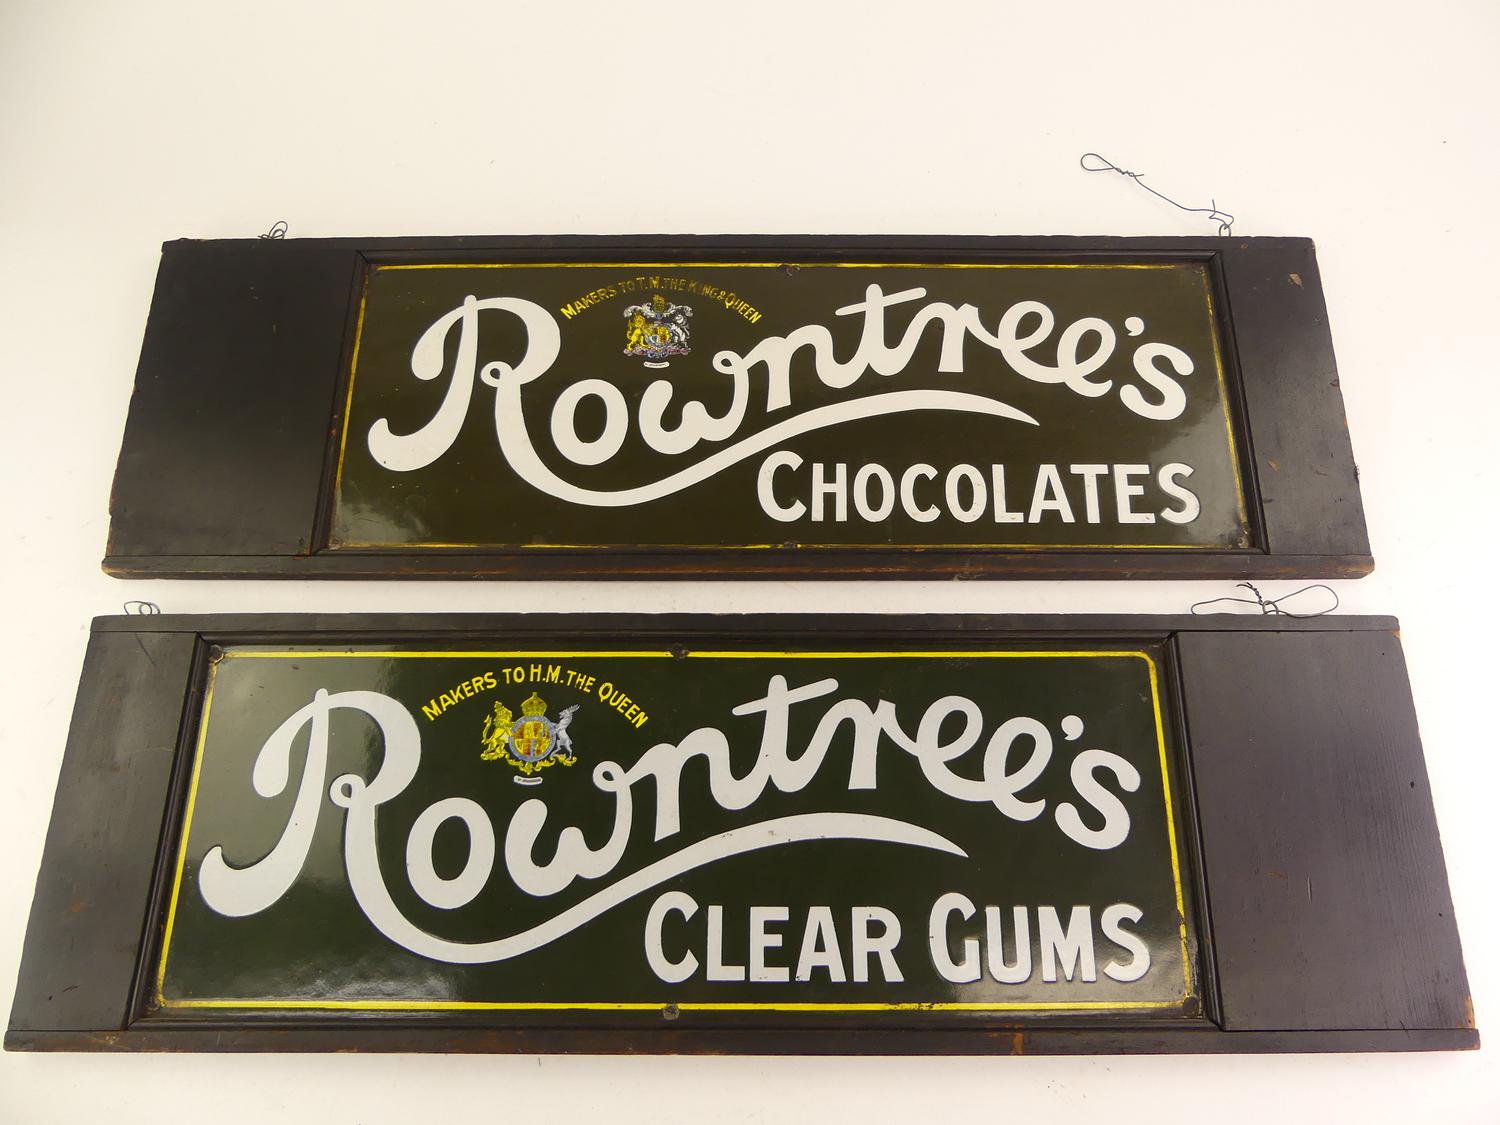 MAKERS TO T.M. THE KING & QUEEN
Rowntree's
CHOCOLATES
MAKERS TO H.M. THE QUEEN
Rowntree's
CLEAR GUMS